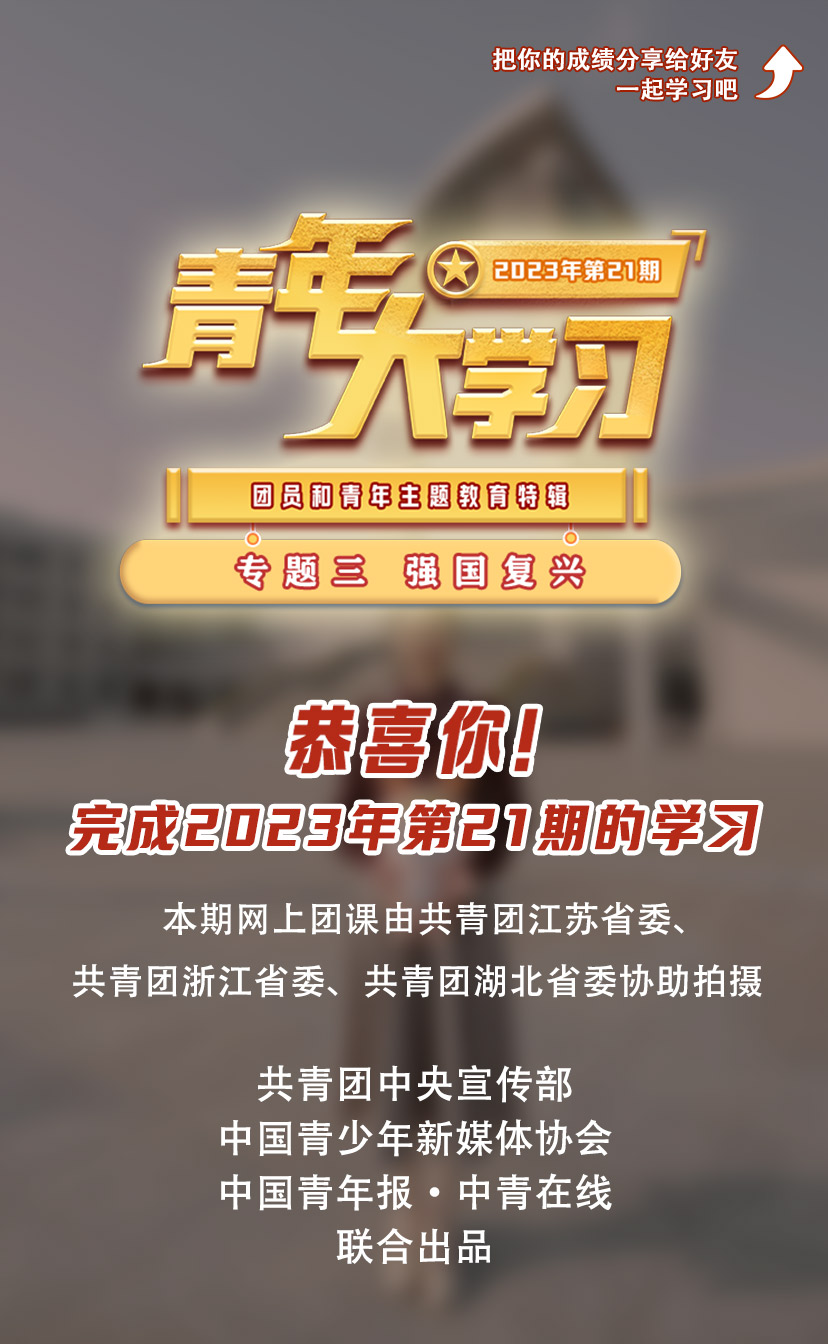 把你的成绩分享给好友
一起学习吧
青年大学习
2023年第21期
团员和青年主题教育特辑
专题三 强国复兴
恭喜你!
完成2023年第21期的学习
本期网上团课由共青团江苏省委、
共青团浙江省委、共青团湖北省委协助拍摄
共青团中央宣传部
中国青少年新媒体协会
中国青年报·中青在线
联合出品